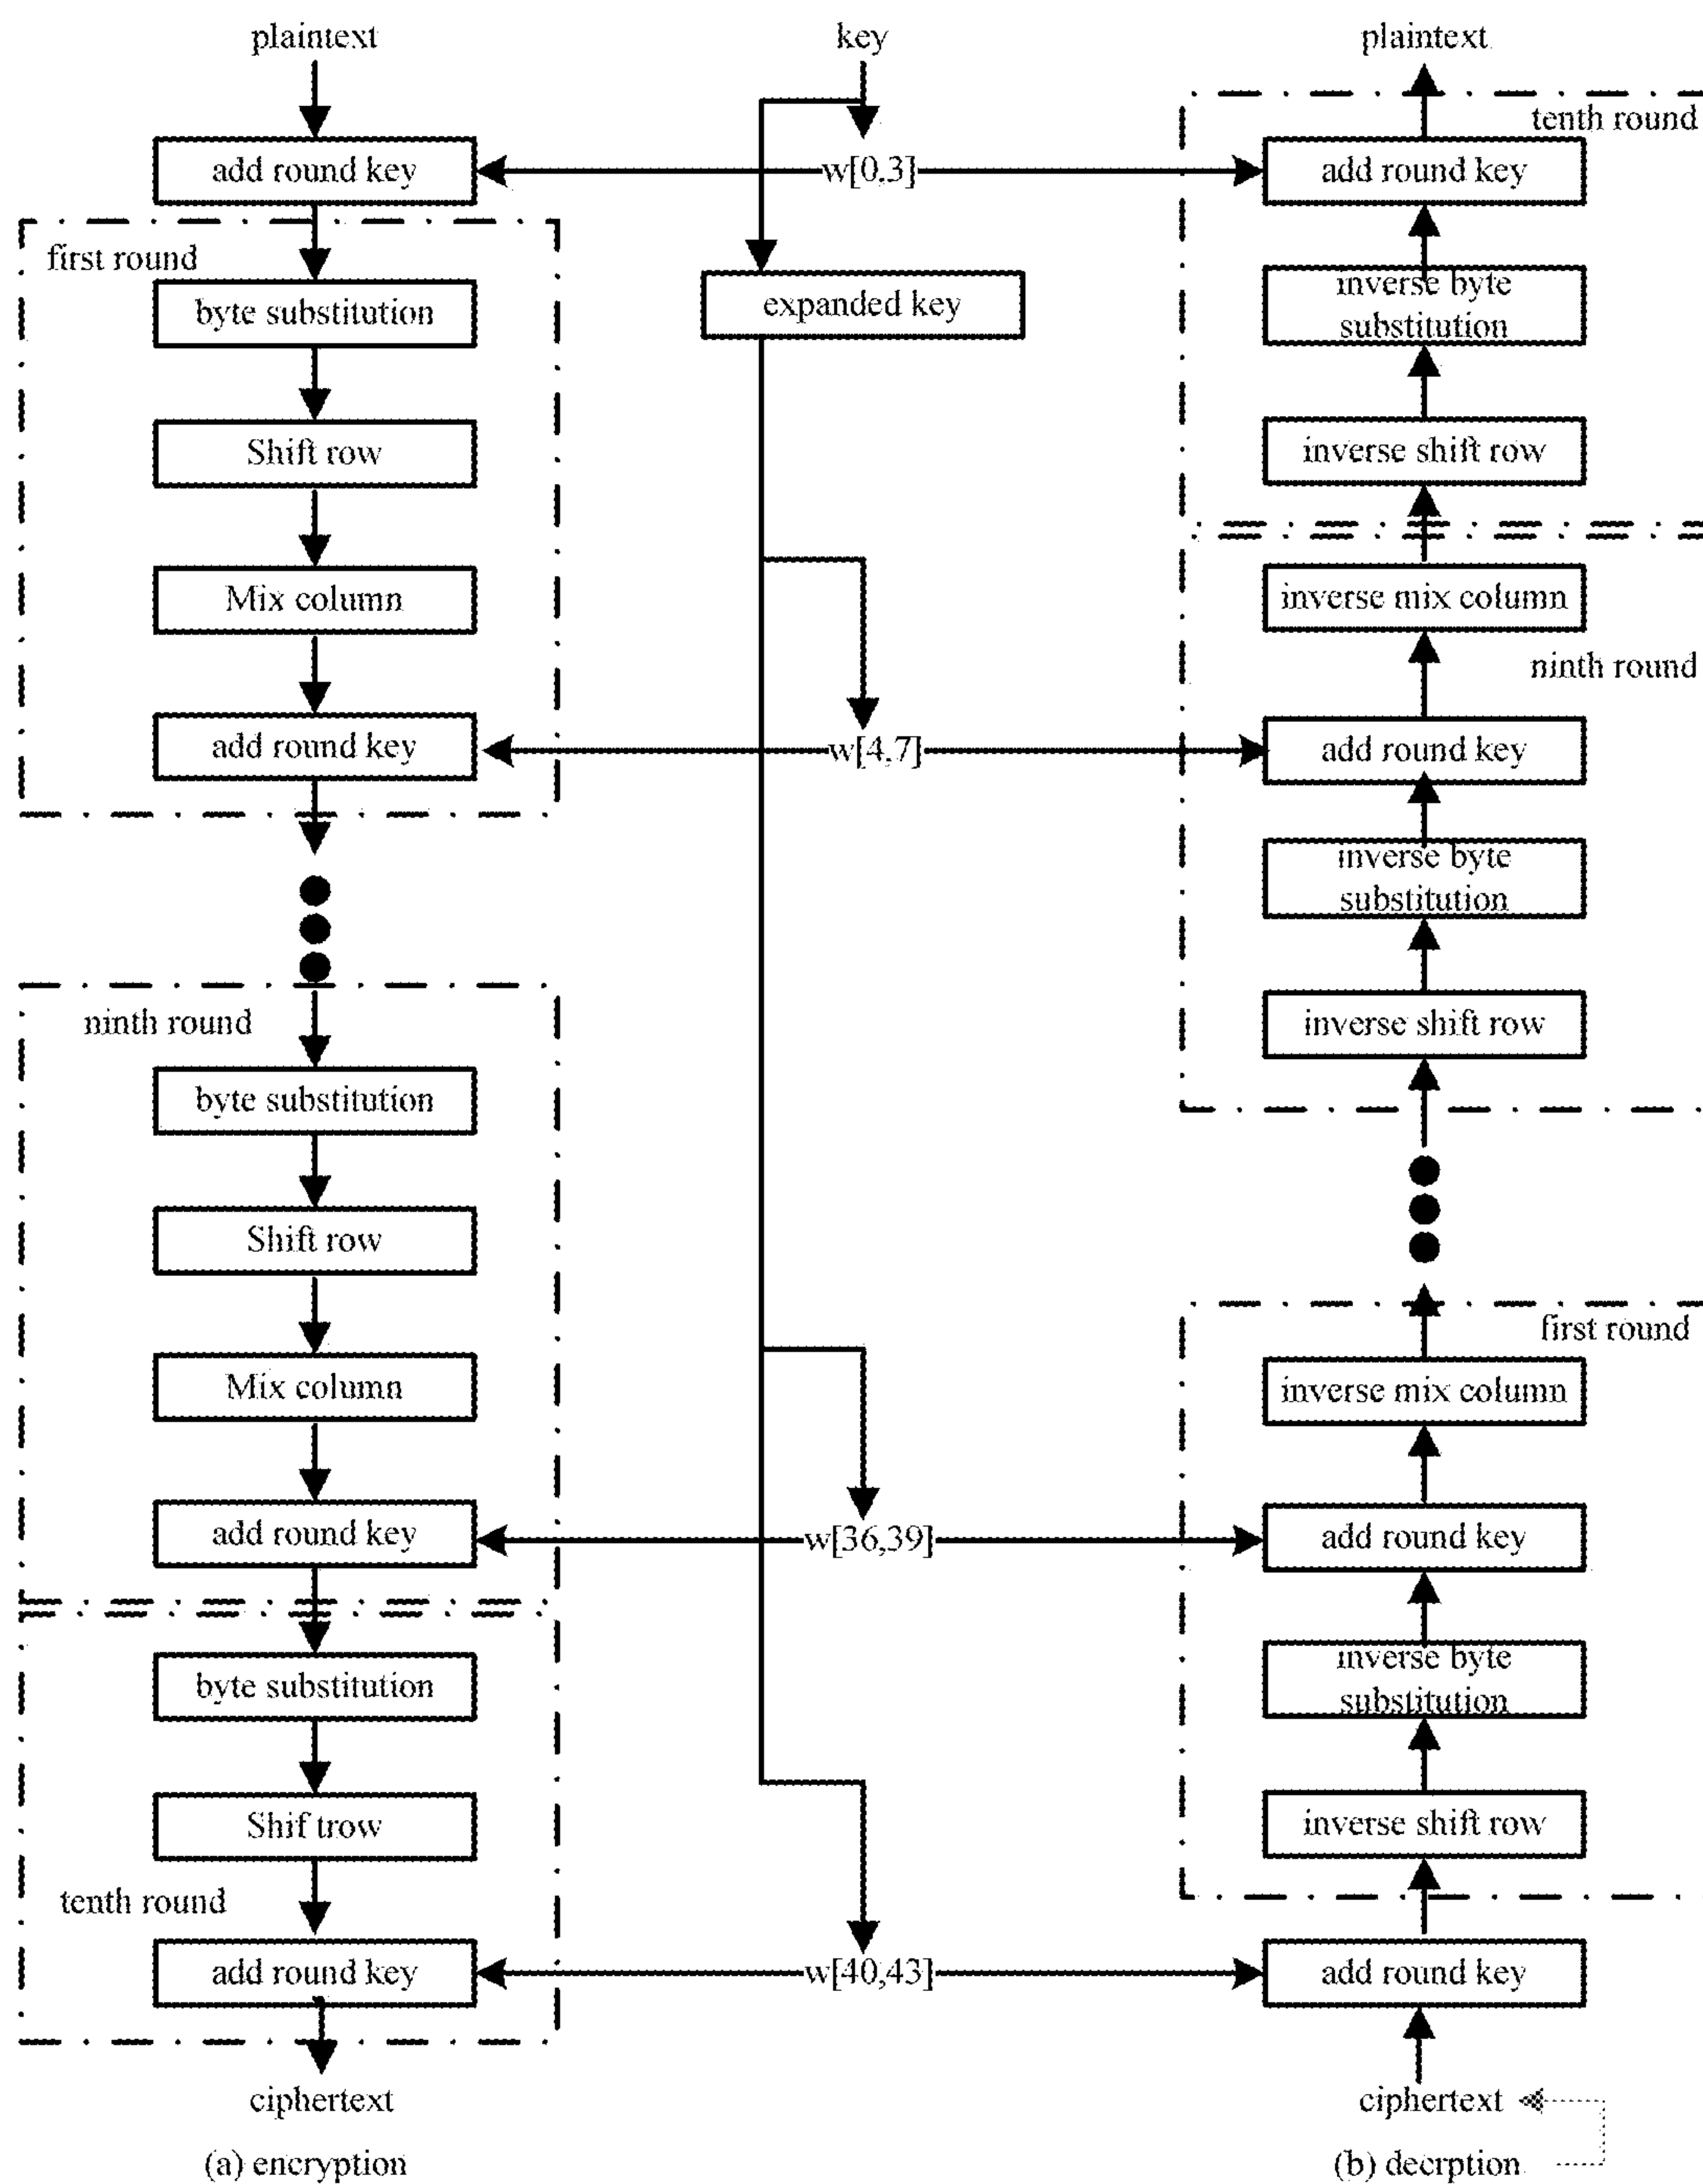 plaintext
key
plaintext
tenth round
add round key
w[0,3]
add round key
first round
byte substitution
expanded key
inverse byte
substitution
Shift row
inverse shift row
Mix column
inverse mix column
ninth round
add round key
w[4,7]
add round key
inverse byte
substitution
ninth round
inverse shift row
byte substitution
Shift row
first round
Mix column
inverse mix column
add round key
w[36,39]
add round key
byte substitution
inverse byte
substitution
Shif trow
inverse shift row
tenth round
add round key
w[40,43]
add round key
ciphertext
ciphertext
(a) encryption
(b) decrption